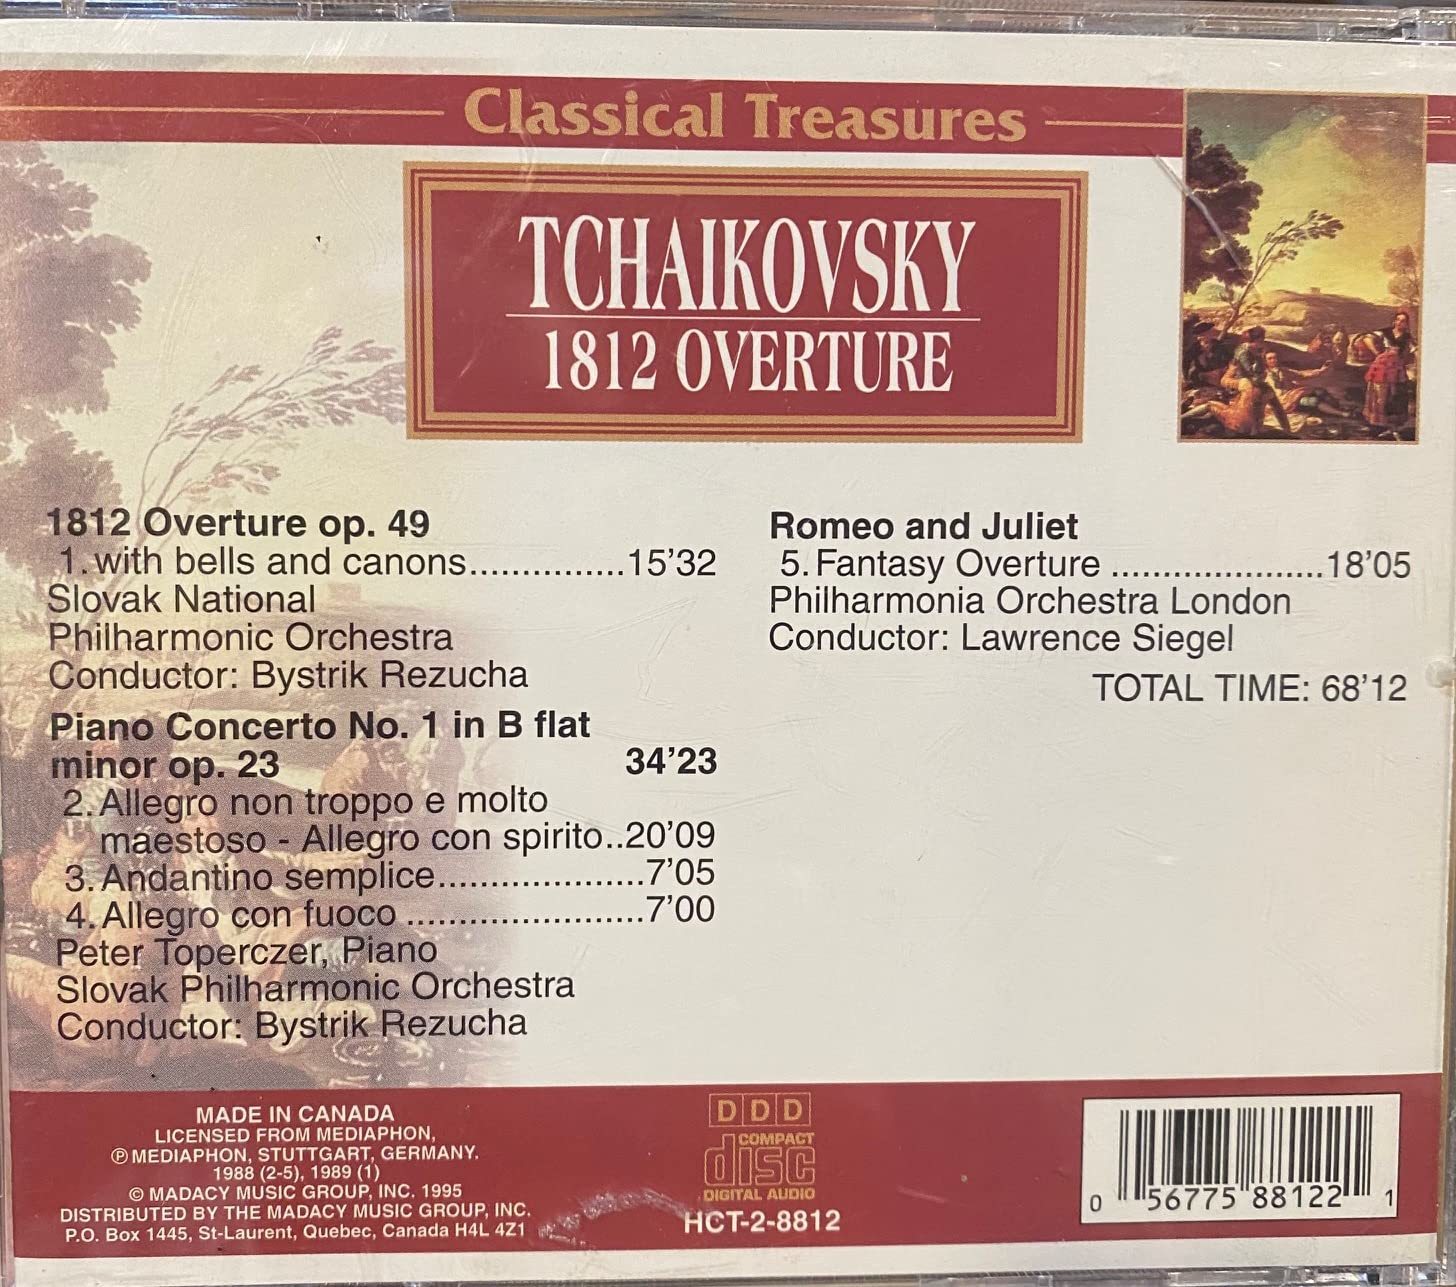 Classical Treasures
TCHAIKOVSKY
1812 OVERTURE
1812 Overture op. 49
1. with bells and canons...............15'32
Slovak National
Philharmonic Orchestra
Conductor: Bystrik Rezucha
Piano Concerto No. 1 in B flat
minor op. 23 34'23
2. Allegro non troppo e molto
maestoso - Allegro con spirito..20'09
3. Andantino semplice....................7'05
4. Allegro con fuoco .......................7'00
Peter Toperczer, Piano
Slovak Philharmonic Orchestra
Conductor: Bystrik Rezucha
Romeo and Juliet
5. Fantasy Overture .....................18'05
Philharmonia Orchestra London
Conductor: Lawrence Siegel
TOTAL TIME: 68'12
MADE IN CANADA
LICENSED FROM MEDIAPHON,
℗ MEDIAPHON, STUTTGART, GERMANY.
1988 (2-5), 1989 (1)
© MADACY MUSIC GROUP, INC. 1995
DISTRIBUTED BY THE MADACY MUSIC GROUP, INC.
P.O. Box 1445, St-Laurent, Quebec, Canada H4L 4Z1
DDD
COMPACT
disc
DIGITAL AUDIO
HCT-2-8812
0 56775 88122 1